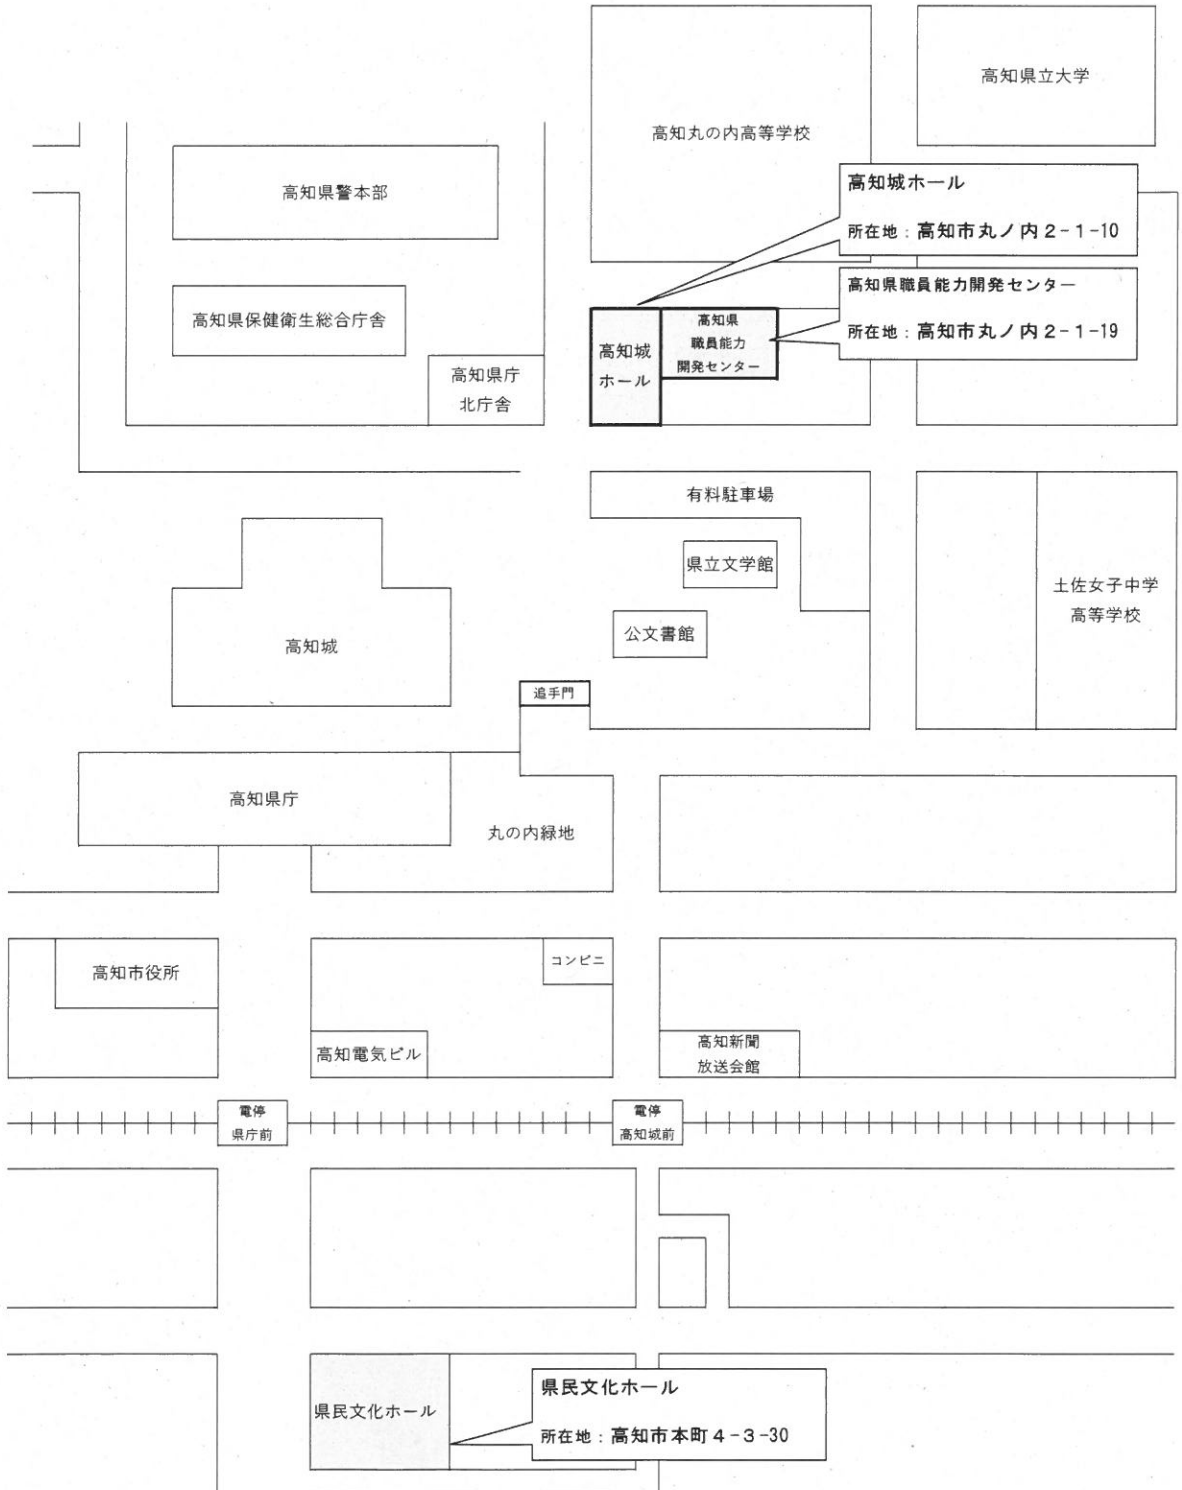 高知県立大学
高知丸の内高等学校
高知県警本部
高知城ホール
所在地：高知市丸ノ内２-１-10
高知県職員能力開発センター
所在地：高知市丸ノ内２-１-19
高知県保健衛生総合庁舎
高知県
職員能力
開発センター
高知城
ホール
高知県庁
北庁舎
有料駐車場
県立文学館
土佐女子中学
高等学校
公文書館
高知城
追手門
高知県庁
丸の内緑地
コンビニ
高知市役所
高知電気ビル
高知新聞
放送会館
電停
県庁前
電停
高知城前
県民文化ホール
県民文化ホール
所在地：高知市本町４-３-30